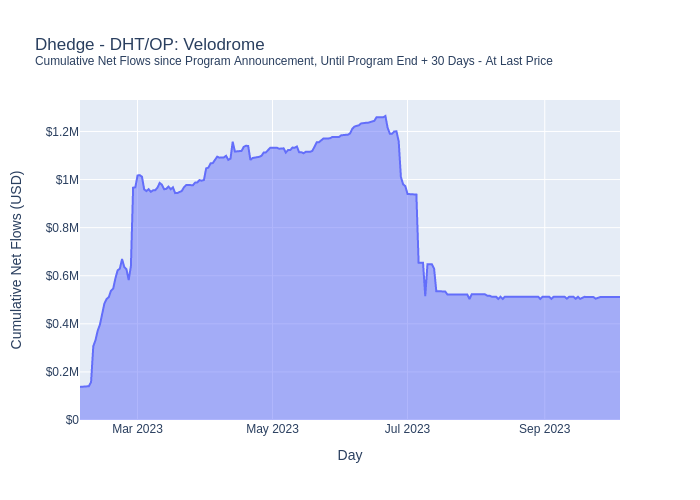 Dhedge - DHT/OP: Velodrome
Cumulative Net Flows since Program Announcement, Until Program End + 30 Days - At Last Price
Cumulative Net Flows (USD)
$1.2M
$1M
$0.8M
$0.6M
$0.4M
$0.2M
$0
Mar 2023
May 2023
Jul 2023
Sep 2023
Day